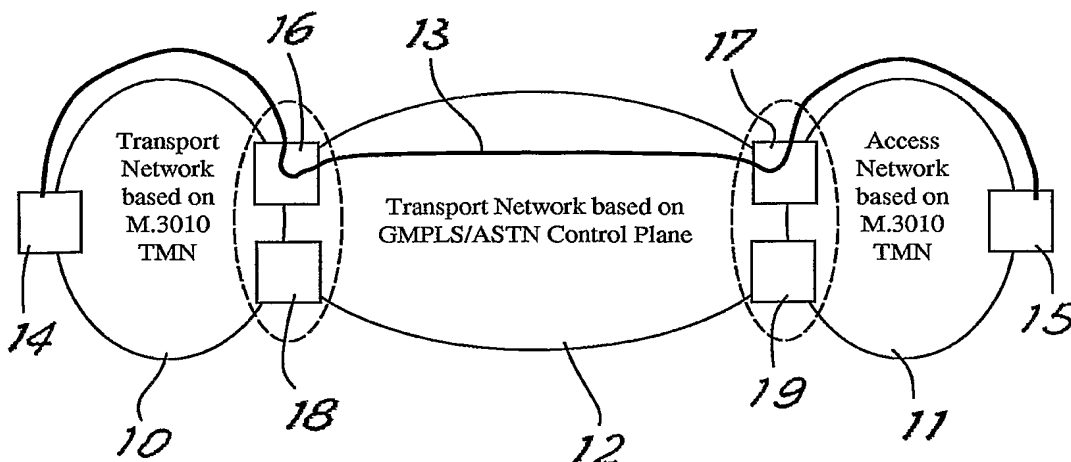 16
13
17
Transport
Network
based on
M.3010
TMN
Transport Network based on
GMPLS/ASTN Control Plane
Access
Network
based on
M.3010
TMN
14
18
19
15
10
12
11